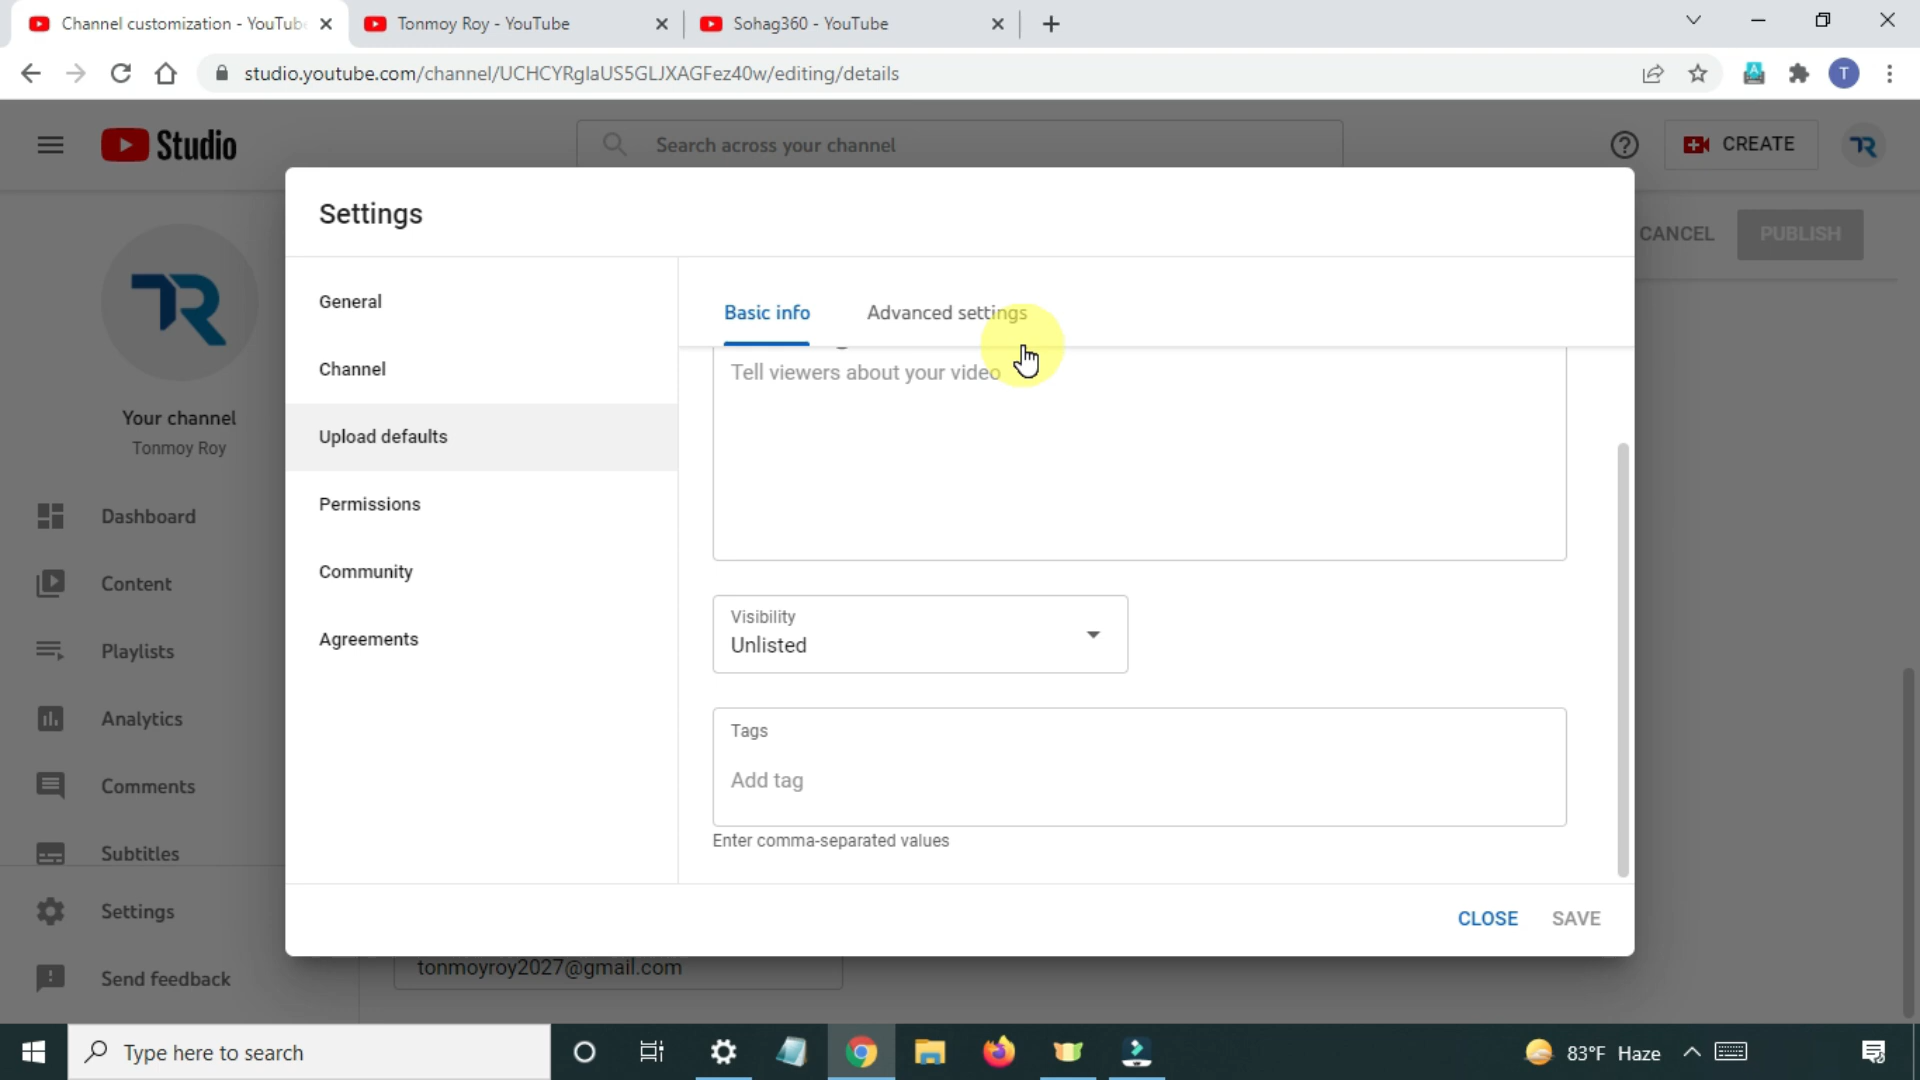 Channel customization - YouTube
Tonmoy Roy - YouTube
Sohag360 - YouTube
studio.youtube.com/channel/UCHCYRglaUS5GLJXAGFez40w/editing/details
T
Studio
Search across your channel
CREATE
TR
Settings
CANCEL
PUBLISH
General
Channel
Upload defaults
Permissions
Community
Agreements
Basic info
Advanced settings
Tell viewers about your video
Visibility
Unlisted
Tags
Add tag
Enter comma-separated values
CLOSE
SAVE
TR
Your channel
Tonmoy Roy
Dashboard
Content
Playlists
Analytics
Comments
Subtitles
Settings
Send feedback
tonmoyroy2027@gmail.com
Type here to search
83°F Haze